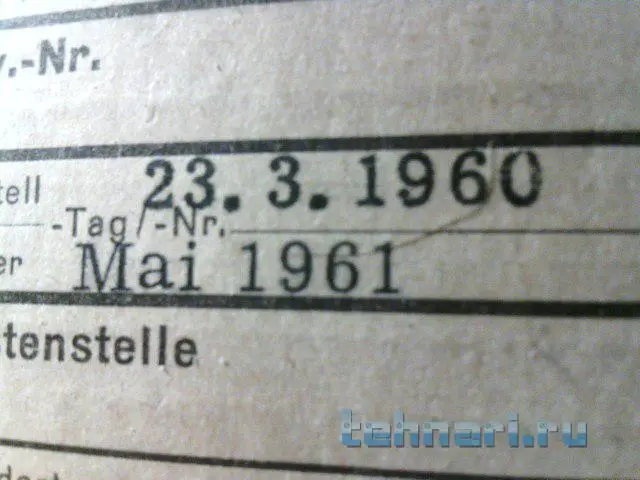 v.-Nr.
tell 23.3.1960
-Tag/-Nr.
er Mai 1961
tenstelle
tehnari.ru